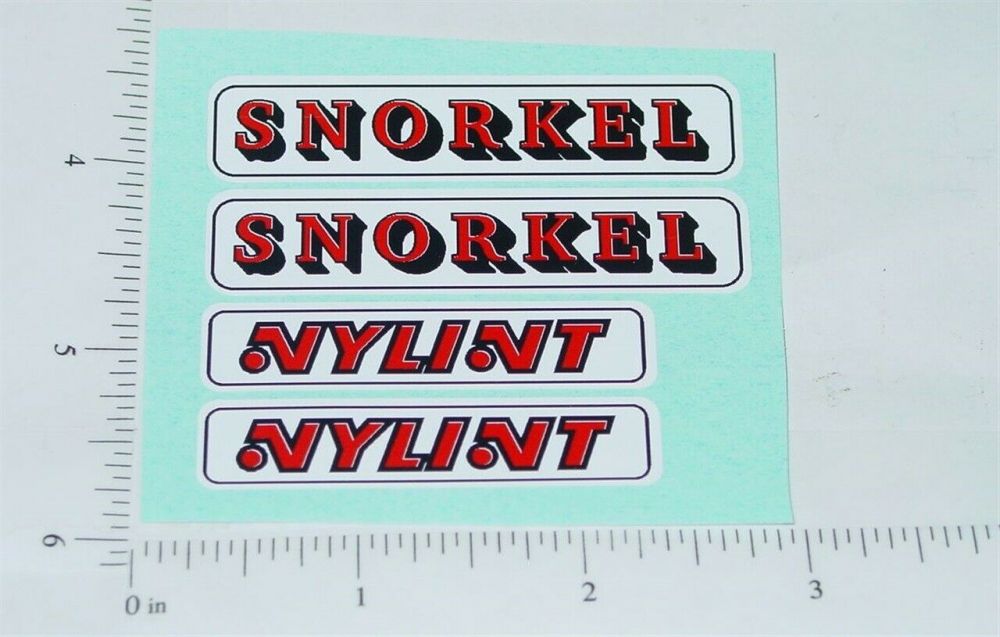 SNORKEL
SNORKEL
NYLINT
NYLINT
4
5
6
0 in 1 2 3